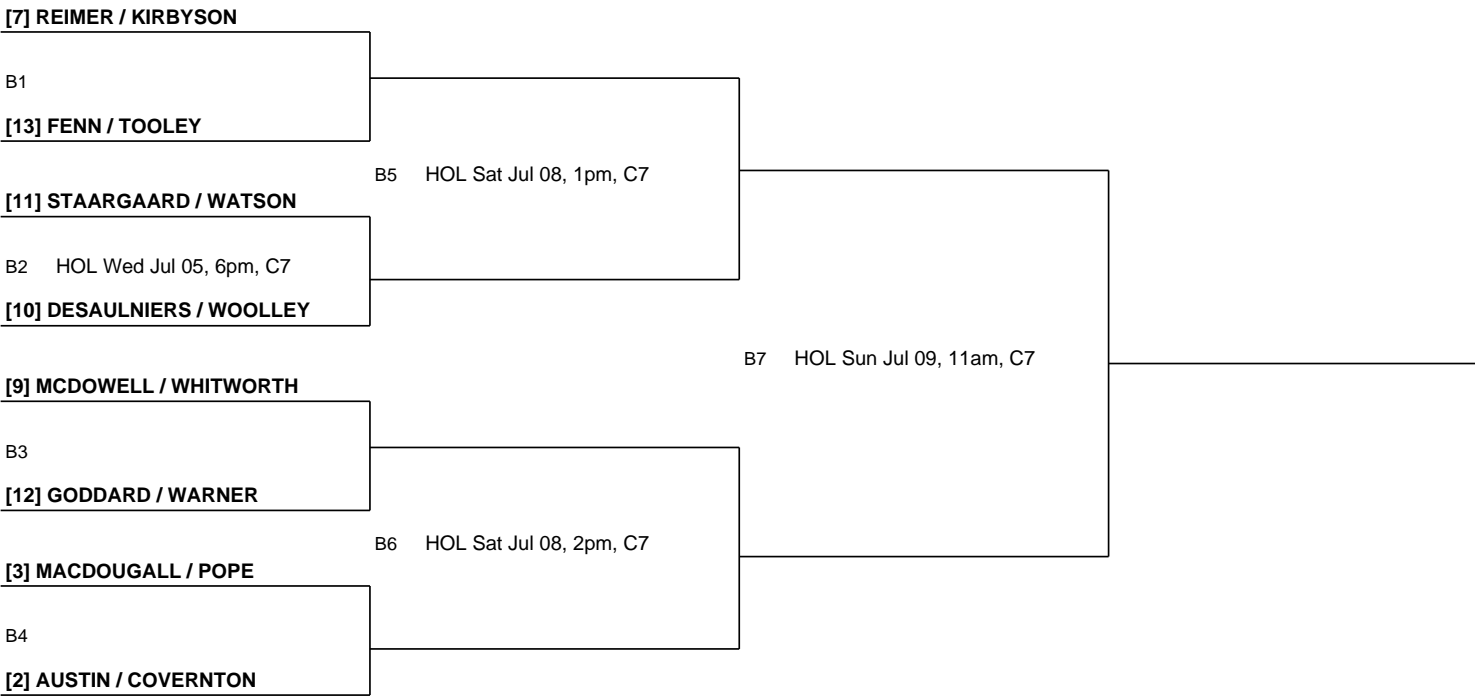 [7] REIMER / KIRBYSON
B1
[13] FENN / TOOLEY
B5 HOL Sat Jul 08, 1pm, C7
[11] STAARGAARD / WATSON
B2 HOL Wed Jul 05, 6pm, C7
[10] DESAULNIERS / WOOLLEY
B7 HOL Sun Jul 09, 11am, C7
[9] MCDOWELL / WHITWORTH
B3
[12] GODDARD / WARNER
B6 HOL Sat Jul 08, 2pm, C7
[3] MACDOUGALL / POPE
B4
[2] AUSTIN / COVERNTON